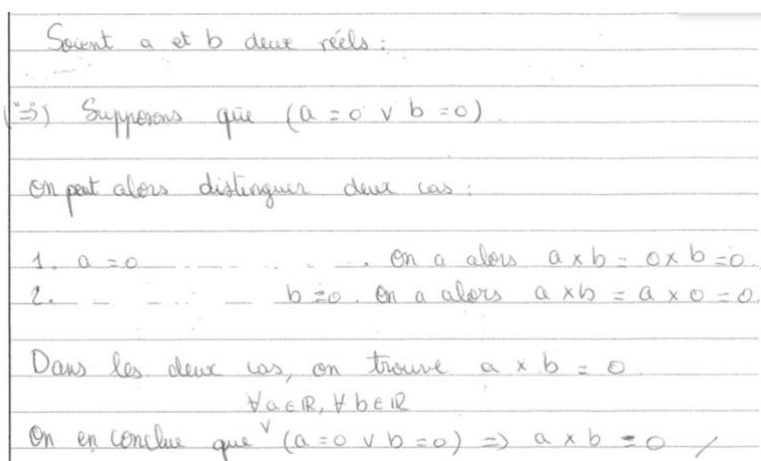 Soient a et b deux réels :
("⇒") Supposons que (a = 0 ∨ b = 0).
On peut alors distinguer deux cas :
1. a = 0 . On a alors a × b = 0 × b = 0.
2. b = 0. On a alors a × b = a × 0 = 0.
Dans les deux cas, on trouve a × b = 0
∀a∈ℝ, ∀b∈ℝ
On en conclue que (a = 0 ∨ b = 0) ⇒ a × b = 0 /